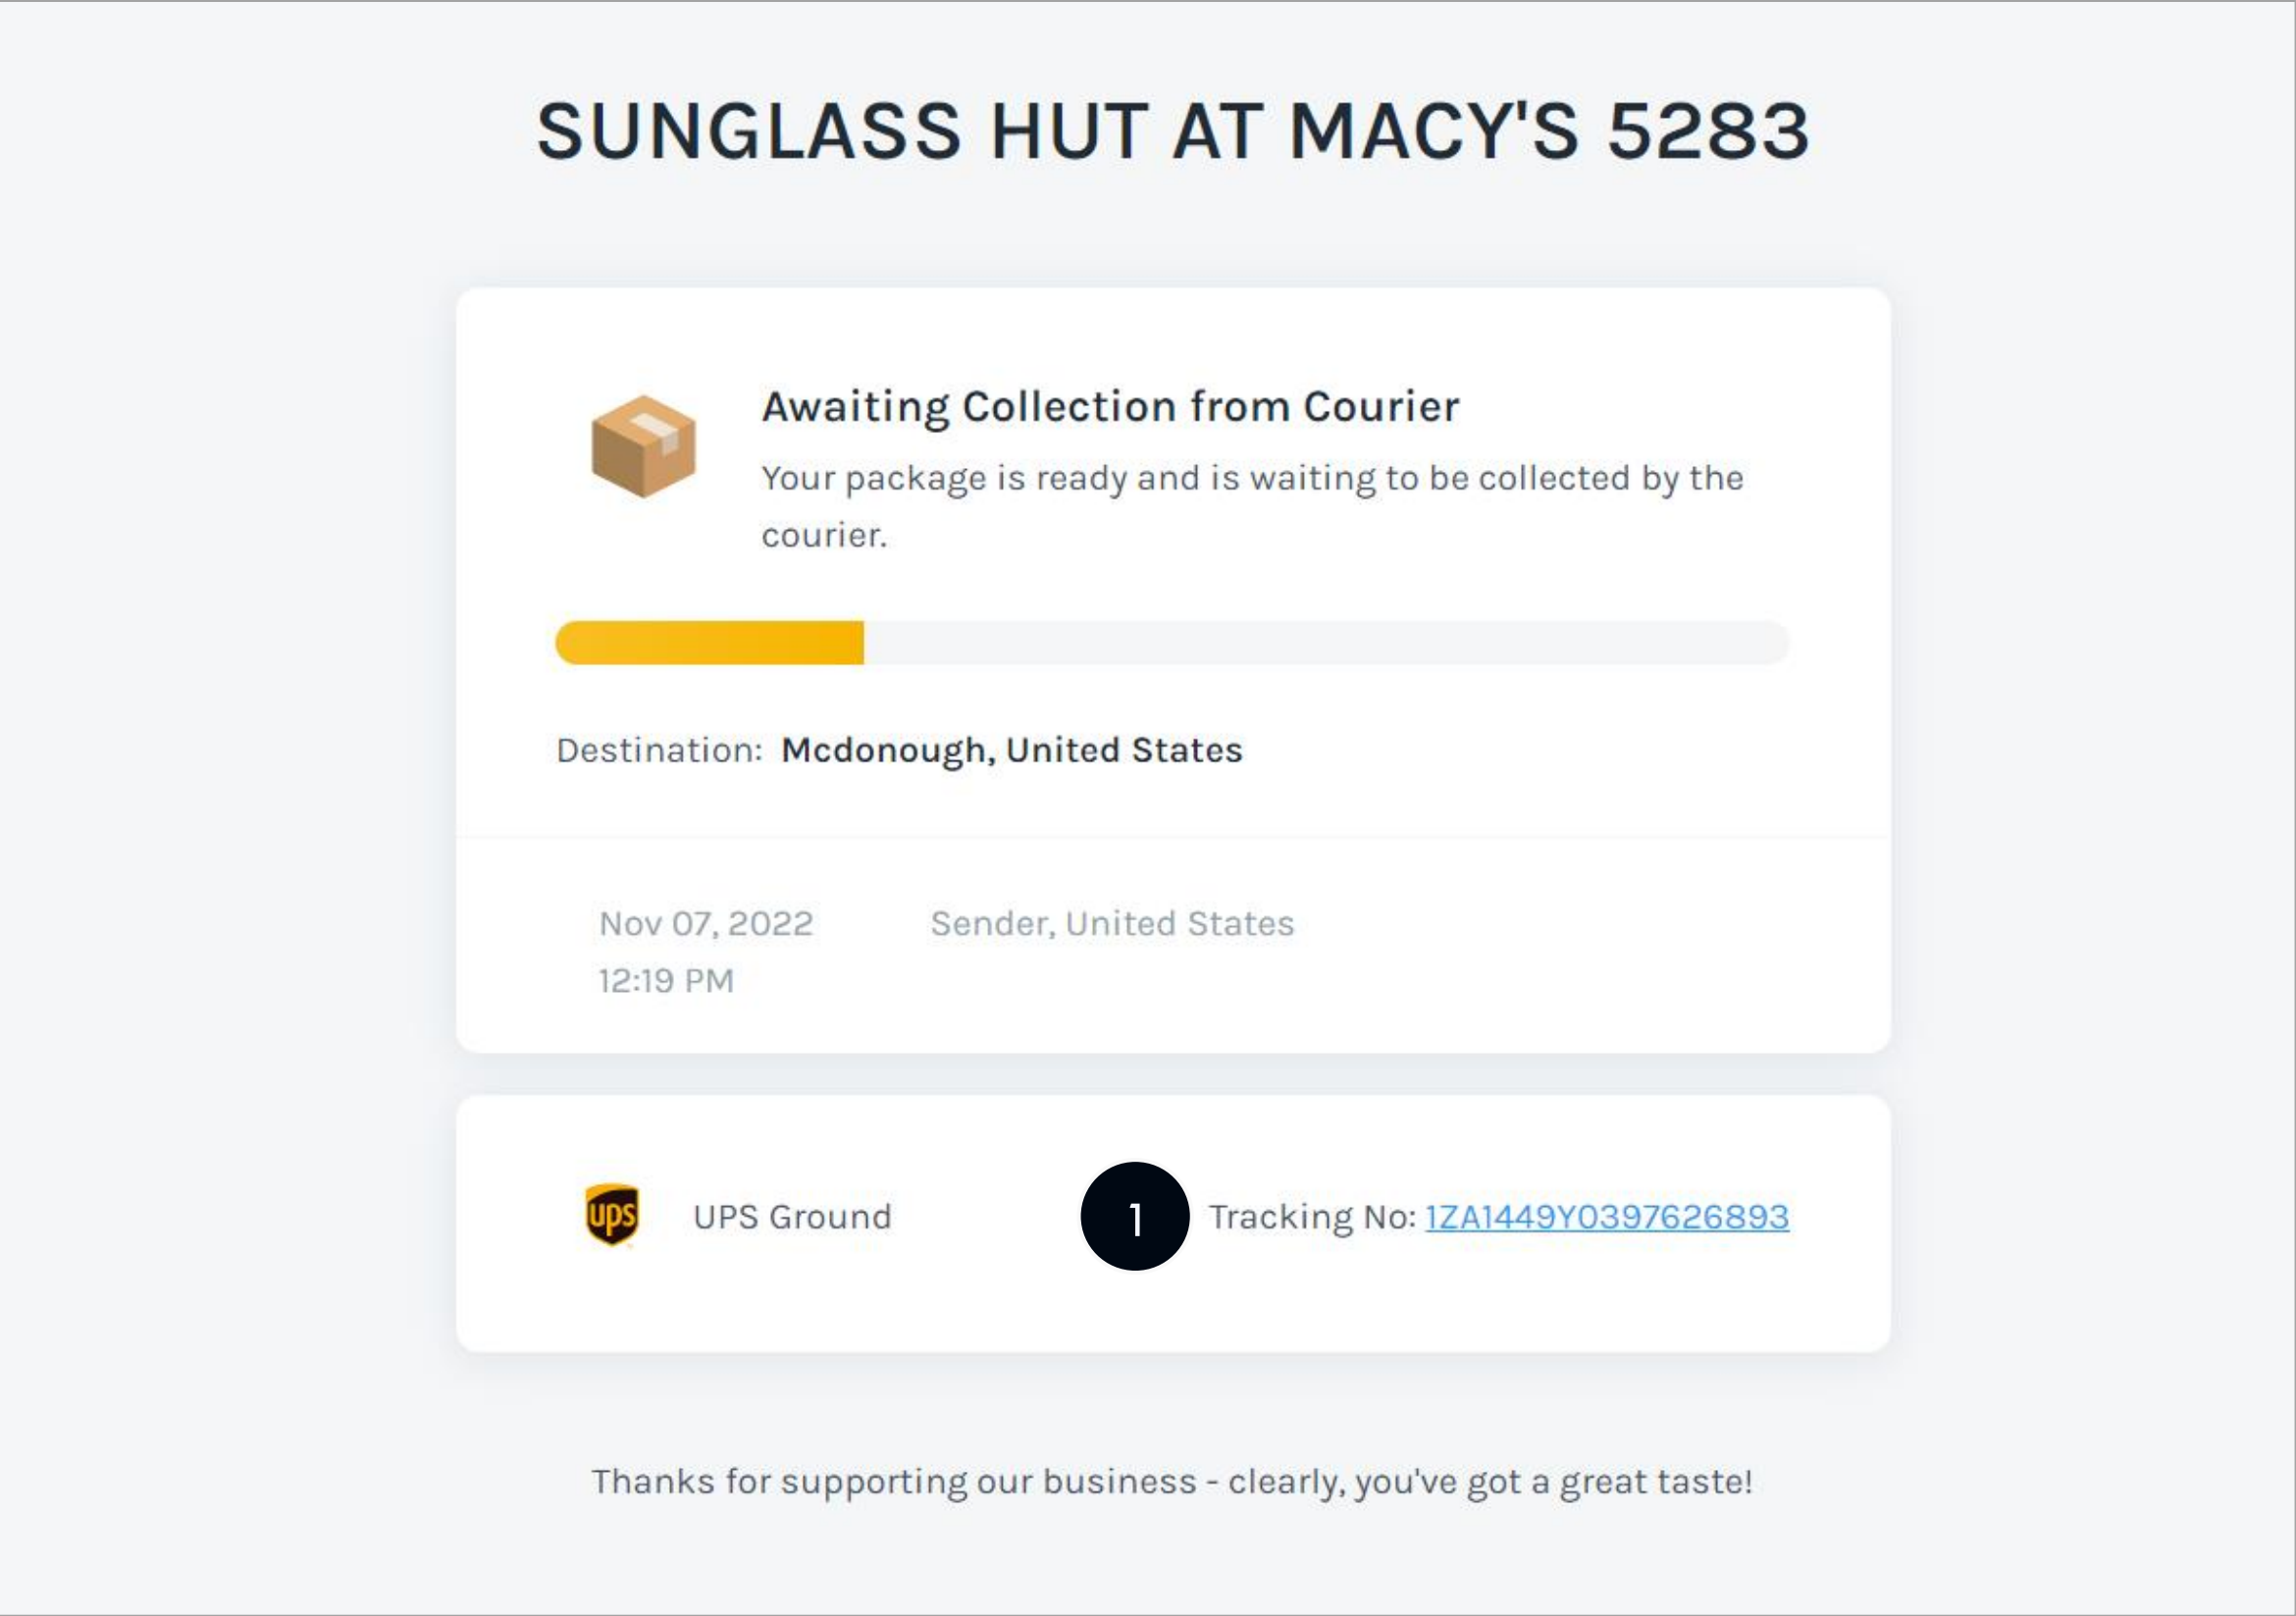 SUNGLASS HUT AT MACY'S 5283
Awaiting Collection from Courier
Your package is ready and is waiting to be collected by the
courier.
Destination: Mcdonough, United States
Nov 07, 2022 Sender, United States
12:19 PM
ups UPS Ground 1 Tracking No: 1ZA1449Y0397626893
Thanks for supporting our business - clearly, you've got a great taste!